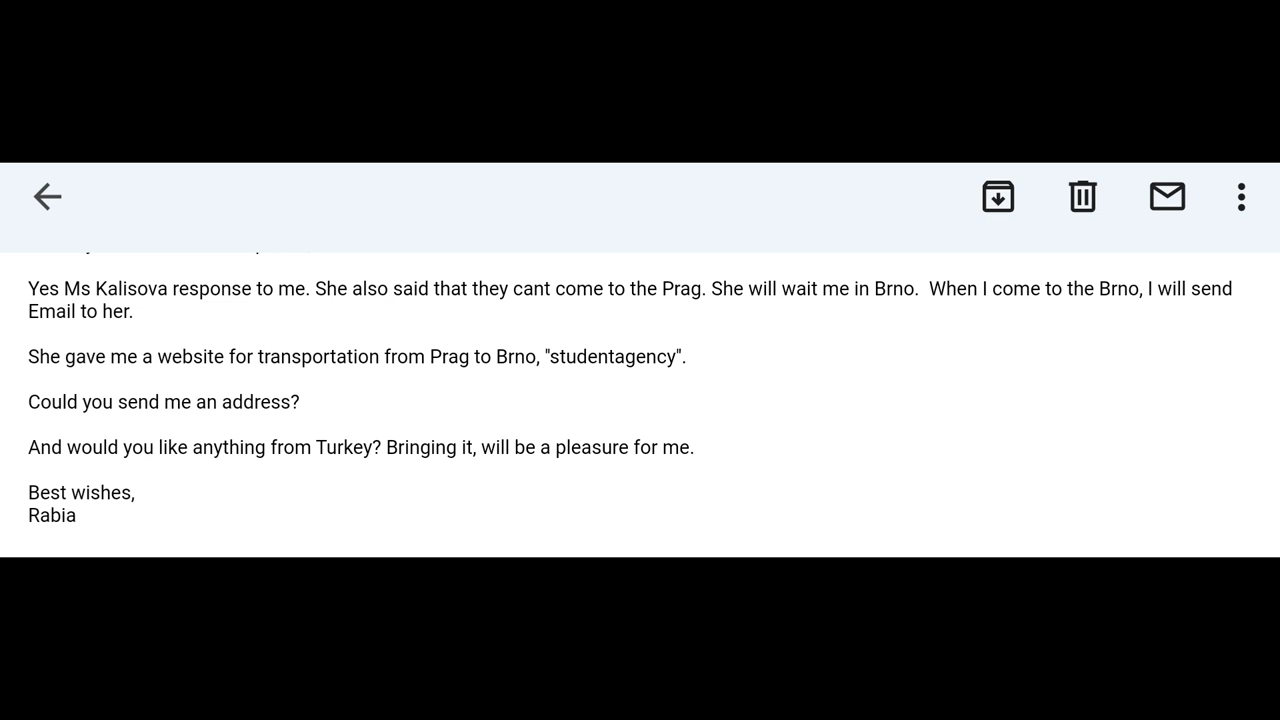 Yes Ms Kalisova response to me. She also said that they cant come to the Prag. She will wait me in Brno.  When I come to the Brno, I will send
Email to her.
She gave me a website for transportation from Prag to Brno, "studentagency".
Could you send me an address?
And would you like anything from Turkey? Bringing it, will be a pleasure for me.
Best wishes,
Rabia